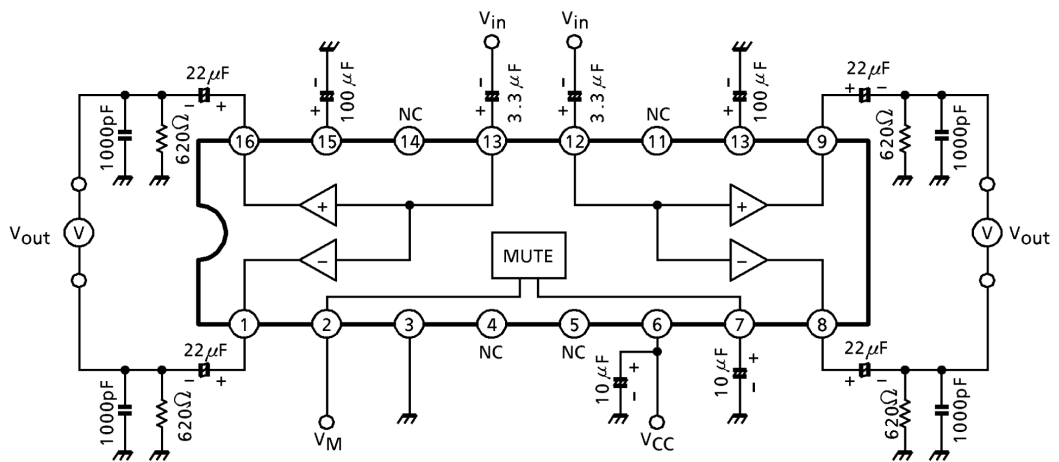 Vin Vin
22μF 100μF 3.3μF 3.3μF 100μF 22μF
- + - + NC - + - + NC - + + -
1000pF 620Ω 620Ω 1000pF
16 15 14 13 12 11 13 9
+ +
Vout V V Vout
- -
MUTE
1 2 3 4 5 6 7 8
22μF NC NC 22μF
- + 10μF + - 10μF + - + -
1000pF 620Ω 620Ω 1000pF
VM VCC